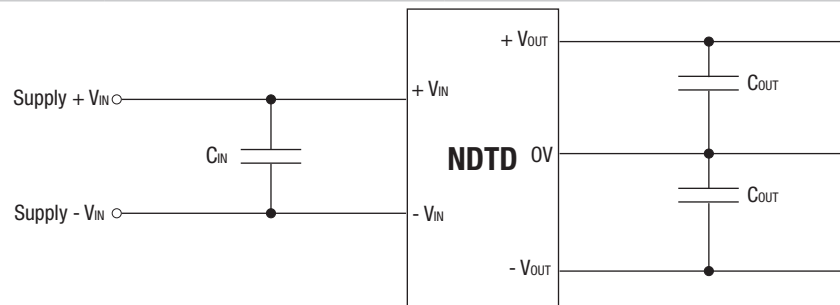 + VOUT
Supply + VIN
+ VIN
COUT
CIN
NDTD
0V
Supply - VIN
- VIN
COUT
- VOUT